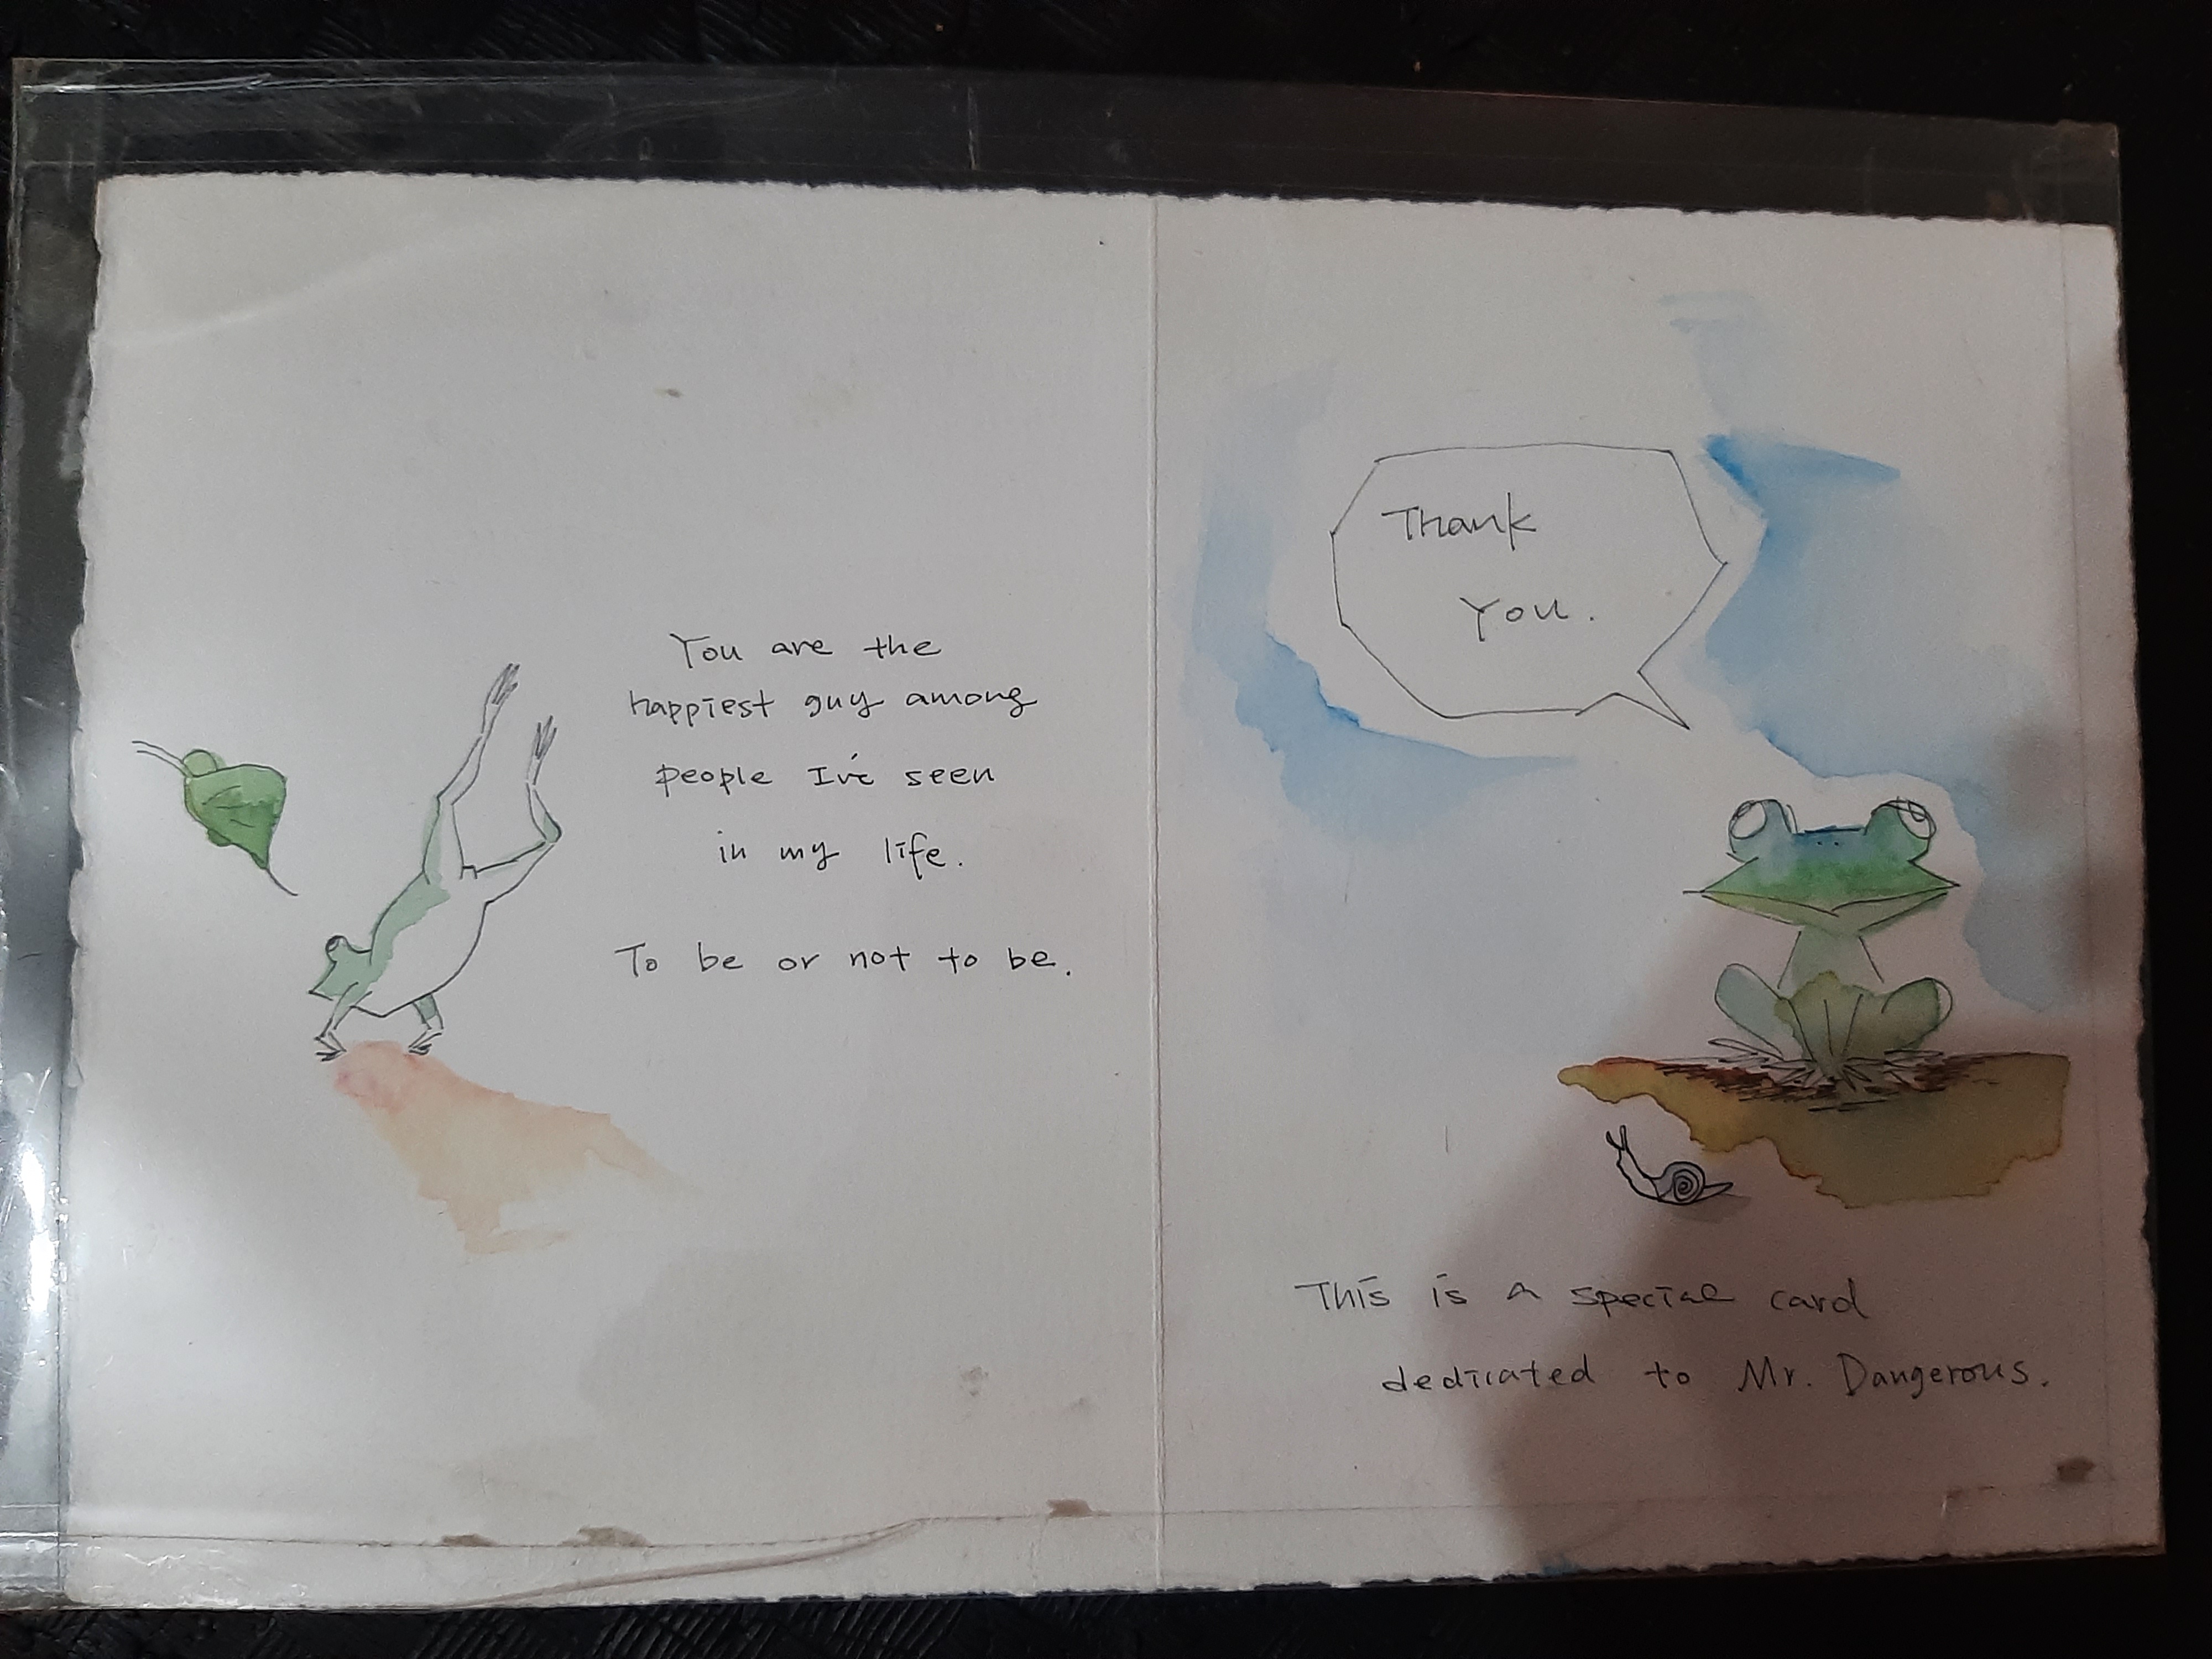 You are the
happiest guy among
people I've seen
in my life.
To be or not to be.
Thank
You.
This is a special card
dedicated to Mr. Dangerous.